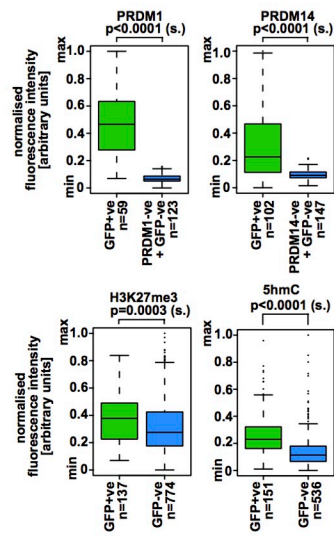 PRDM1
p<0.0001 (s.)
PRDM14
p<0.0001 (s.)
normalised
fluorescence intensity
[arbitrary units]
max
min
1.0
0.8
0.6
0.4
0.2
0
GFP+ve
n=59
PRDM1-ve
+ GFP-ve
n=123
max
min
1.0
0.8
0.6
0.4
0.2
0
GFP+ve
n=102
PRDM14-ve
+ GFP-ve
n=147
H3K27me3
p=0.0003 (s.)
5hmC
p<0.0001 (s.)
normalised
fluorescence intensity
[arbitrary units]
max
min
1.0
0.8
0.6
0.4
0.2
0
GFP+ve
n=137
GFP-ve
n=774
max
min
1.0
0.8
0.6
0.4
0.2
0
GFP+ve
n=151
GFP-ve
n=536